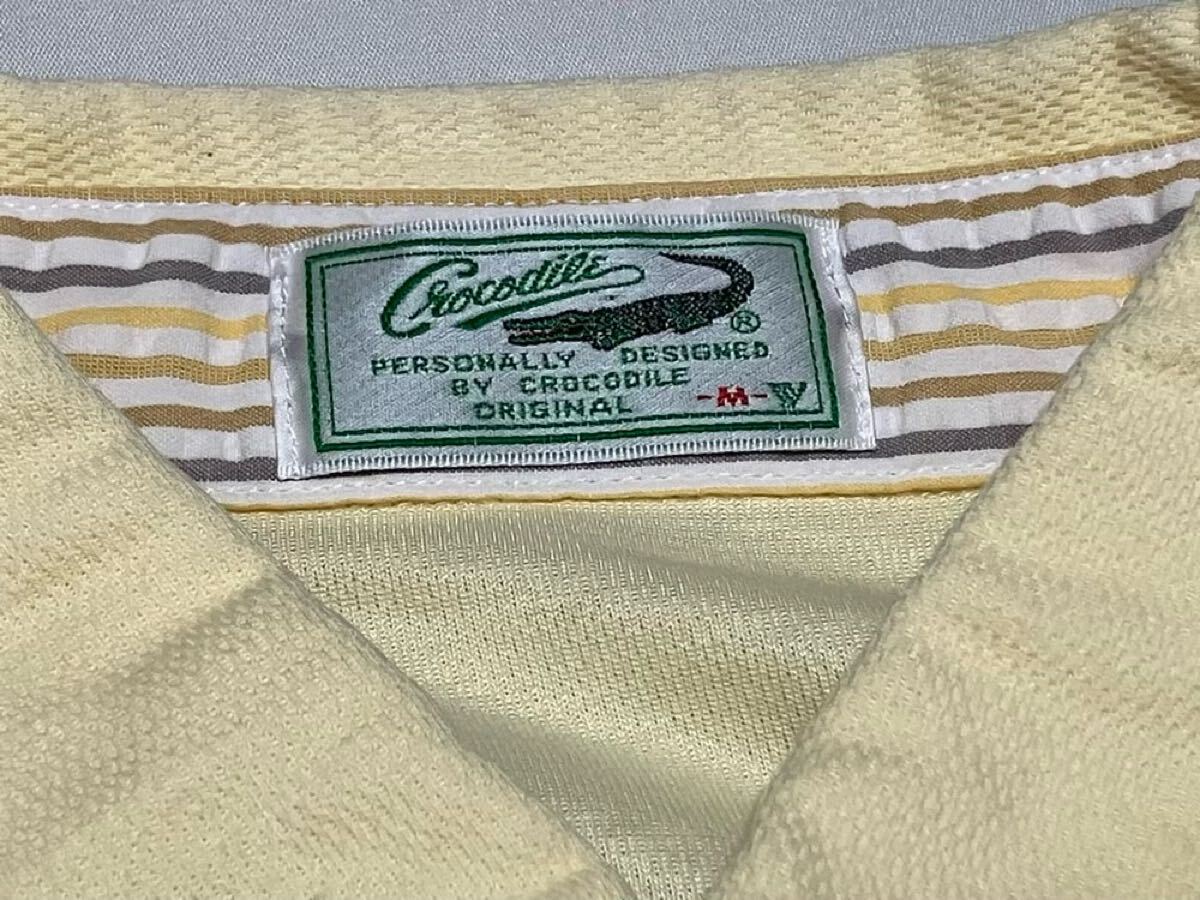 Crocodile ®
PERSONALLY DESIGNED
BY CROCODILE
ORIGINAL
-M-